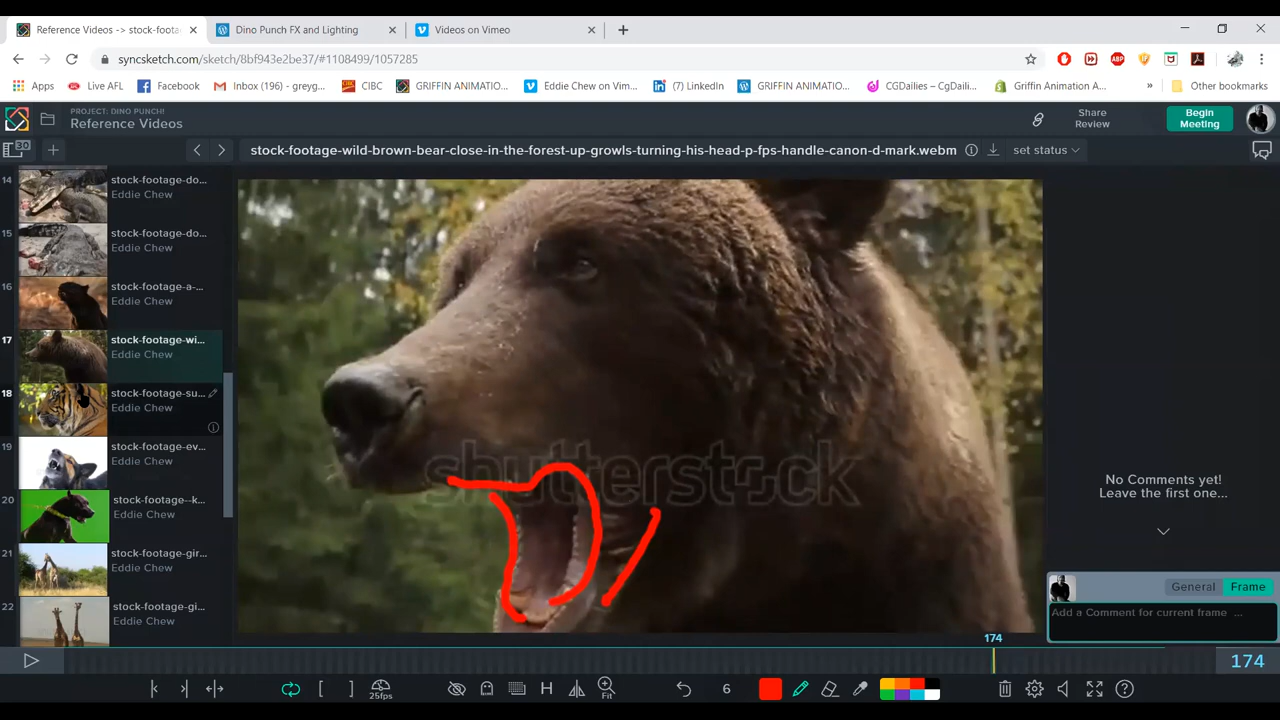 Reference Videos -> stock-foota
Dino Punch FX and Lighting
Videos on Vimeo
syncsketch.com/sketch/8bf943e2be37/#1108499/1057285
Apps
Live AFL
Facebook
Inbox (196) - greyg...
CIBC
GRIFFIN ANIMATIO...
Eddie Chew on Vim...
(7) LinkedIn
GRIFFIN ANIMATIO...
CGDailies – CgDaili...
Griffin Animation A...
»
Other bookmarks
PROJECT: DINO PUNCH!
Reference Videos
Share
Review
Begin
Meeting
30
stock-footage-wild-brown-bear-close-in-the-forest-up-growls-turning-his-head-p-fps-handle-canon-d-mark.webm
set status
14
stock-footage-do...
Eddie Chew
15
stock-footage-do...
Eddie Chew
16
stock-footage-a-...
Eddie Chew
17
stock-footage-wi...
Eddie Chew
18
stock-footage-su...
Eddie Chew
19
stock-footage-ev...
Eddie Chew
20
stock-footage--k...
Eddie Chew
21
stock-footage-gir...
Eddie Chew
22
stock-footage-gi...
Eddie Chew
shutterstock
No Comments yet!
Leave the first one...
General
Frame
Add a Comment for current frame ...
174
174
25fps
H
Fit
6